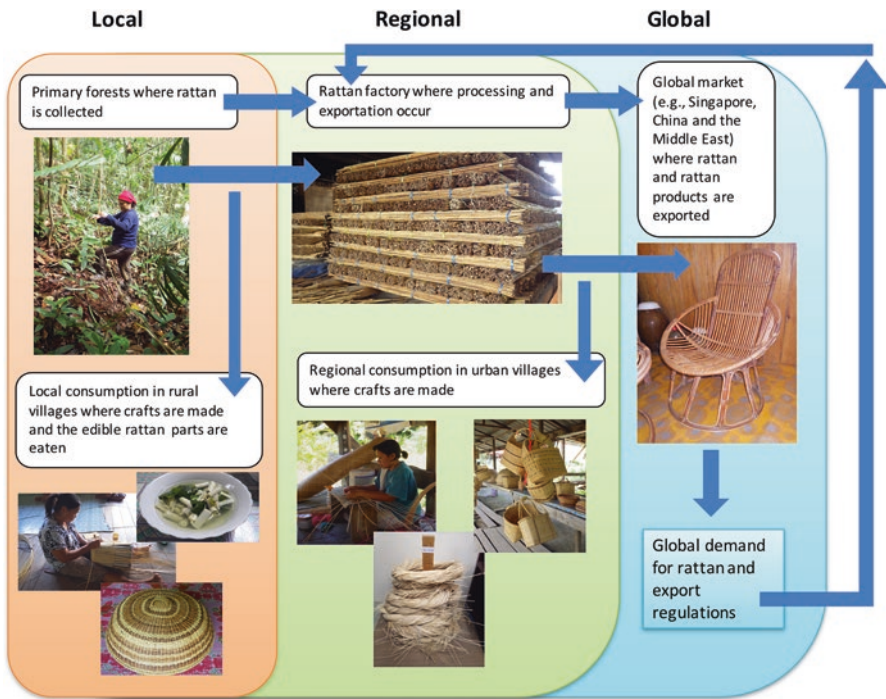 Local
Regional
Global
Primary forests where rattan
is collected
Rattan factory where processing and
exportation occur
Global market
(e.g., Singapore,
China and the
Middle East)
where rattan
and rattan
products are
exported
Local consumption in rural
villages where crafts are made
and the edible rattan parts are
eaten
Regional consumption in urban villages
where crafts are made
Global demand
for rattan and
export
regulations